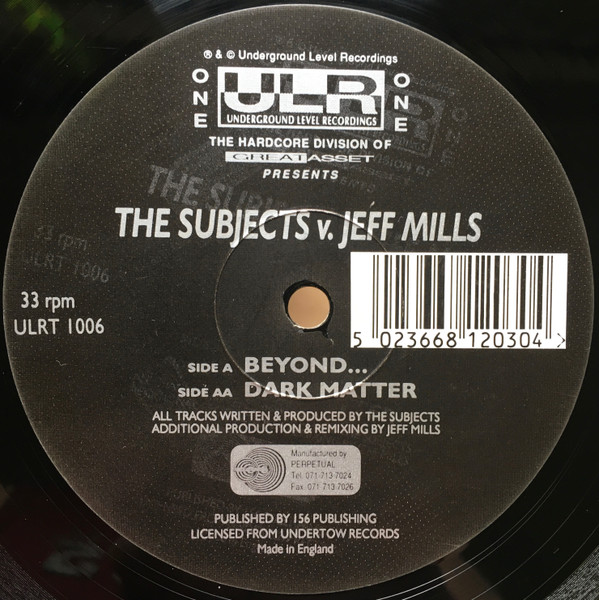 ℗ & © Underground Level Recordings
ONE ULR ONE
UNDERGROUND LEVEL RECORDINGS
THE HARDCORE DIVISION OF
GREAT ASSET
PRESENTS
THE SUBJECTS v. JEFF MILLS
33 rpm
ULRT 1006
5 023668 120304 >
SIDE A BEYOND...
SIDE AA DARK MATTER
ALL TRACKS WRITTEN & PRODUCED BY THE SUBJECTS
ADDITIONAL PRODUCTION & REMIXING BY JEFF MILLS
Manufactured by
PERPETUAL
Tel. 071-713 7024
Fax. 071 713 7026
PUBLISHED BY 156 PUBLISHING
LICENSED FROM UNDERTOW RECORDS
Made in England